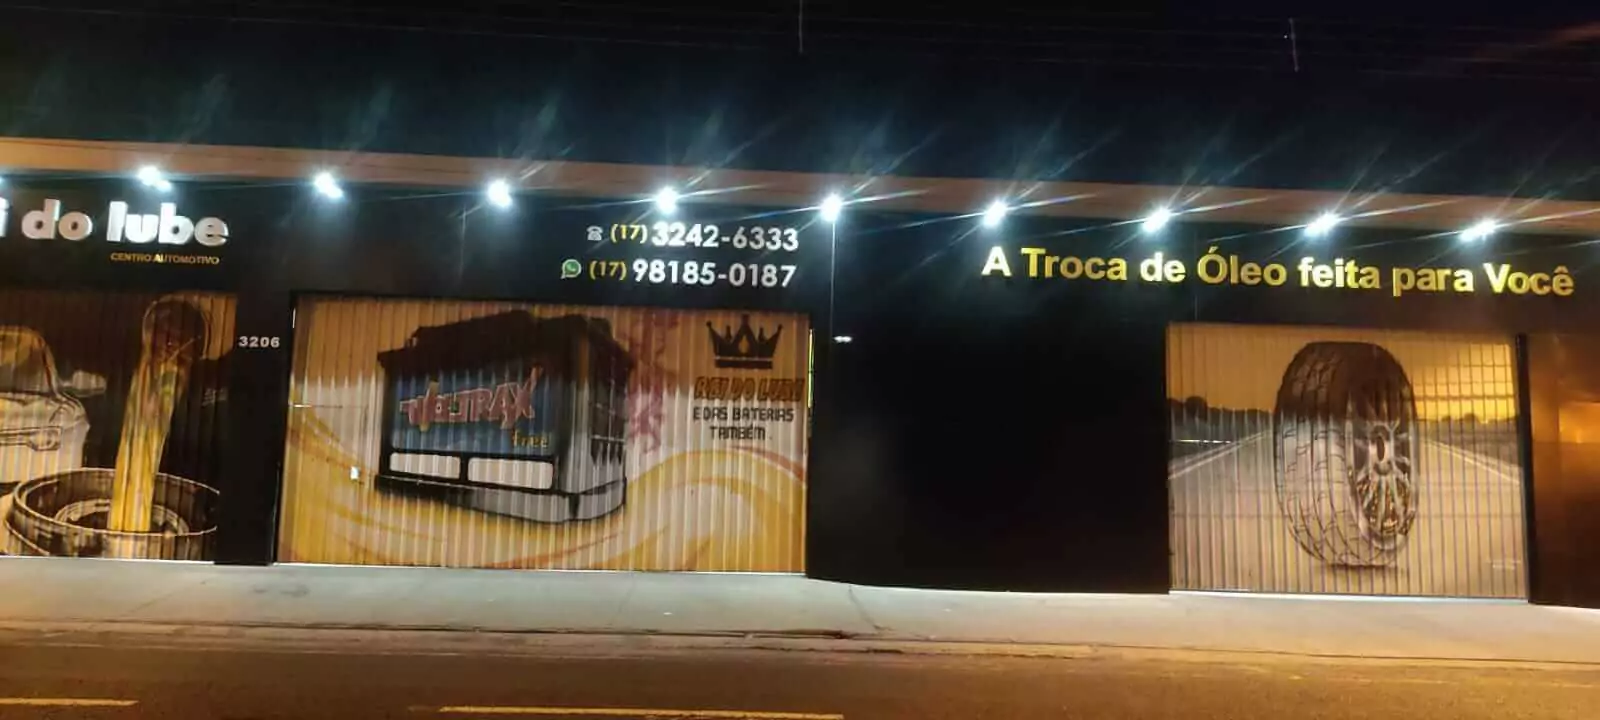 i do lube
CENTRO AUTOMOTIVO
3206
(17) 3242-6333
(17) 98185-0187
VOLTRAX
free
REI DO LUBE
E DAS BATERIAS
TAMBÉM
A Troca de Óleo feita para Você